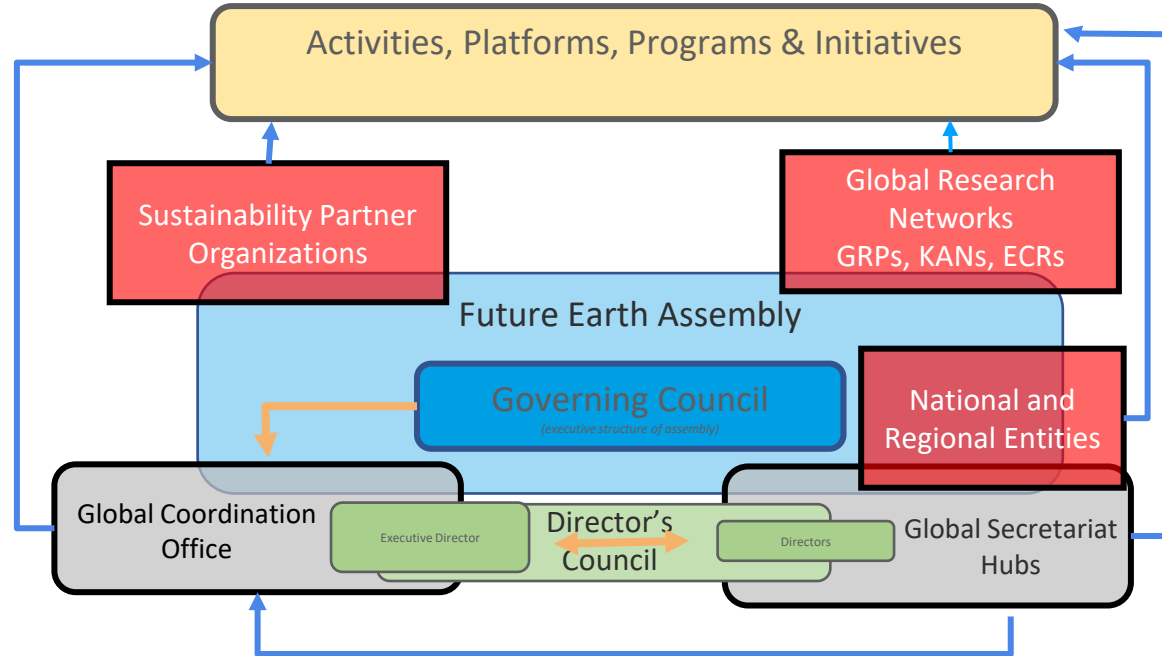 Activities, Platforms, Programs & Initiatives
Sustainability Partner
Organizations
Global Research
Networks
GRPs, KANs, ECRs
Future Earth Assembly
Governing Council
(executive structure of assembly)
National and
Regional Entities
Global Coordination
Office
Executive Director
Director’s
Council
Directors
Global Secretariat
Hubs